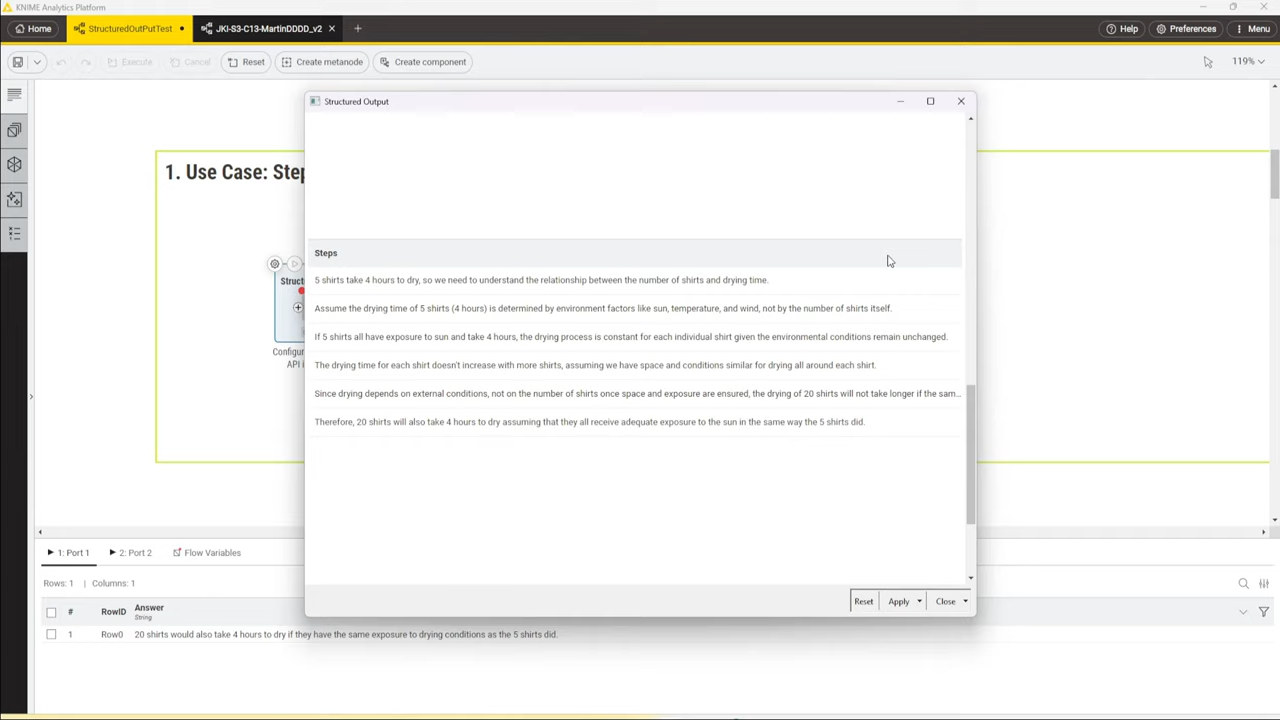 KNIME Analytics Platform
Home
StructuredOutPutTest
JKI-S3-C13-MartinDDDD_v2
Help
Preferences
Menu
Execute
Cancel
Reset
Create metanode
Create component
119%
Structured Output
1. Use Case: Step
Struct
Configur
API i
Steps
5 shirts take 4 hours to dry, so we need to understand the relationship between the number of shirts and drying time.
Assume the drying time of 5 shirts (4 hours) is determined by environment factors like sun, temperature, and wind, not by the number of shirts itself.
If 5 shirts all have exposure to sun and take 4 hours, the drying process is constant for each individual shirt given the environmental conditions remain unchanged.
The drying time for each shirt doesn't increase with more shirts, assuming we have space and conditions similar for drying all around each shirt.
Since drying depends on external conditions, not on the number of shirts once space and exposure are ensured, the drying of 20 shirts will not take longer if the sam...
Therefore, 20 shirts will also take 4 hours to dry assuming that they all receive adequate exposure to the sun in the same way the 5 shirts did.
Reset
Apply
Close
1: Port 1
2: Port 2
Flow Variables
Rows: 1 | Columns: 1
# RowID Answer
String
1 Row0 20 shirts would also take 4 hours to dry if they have the same exposure to drying conditions as the 5 shirts did.